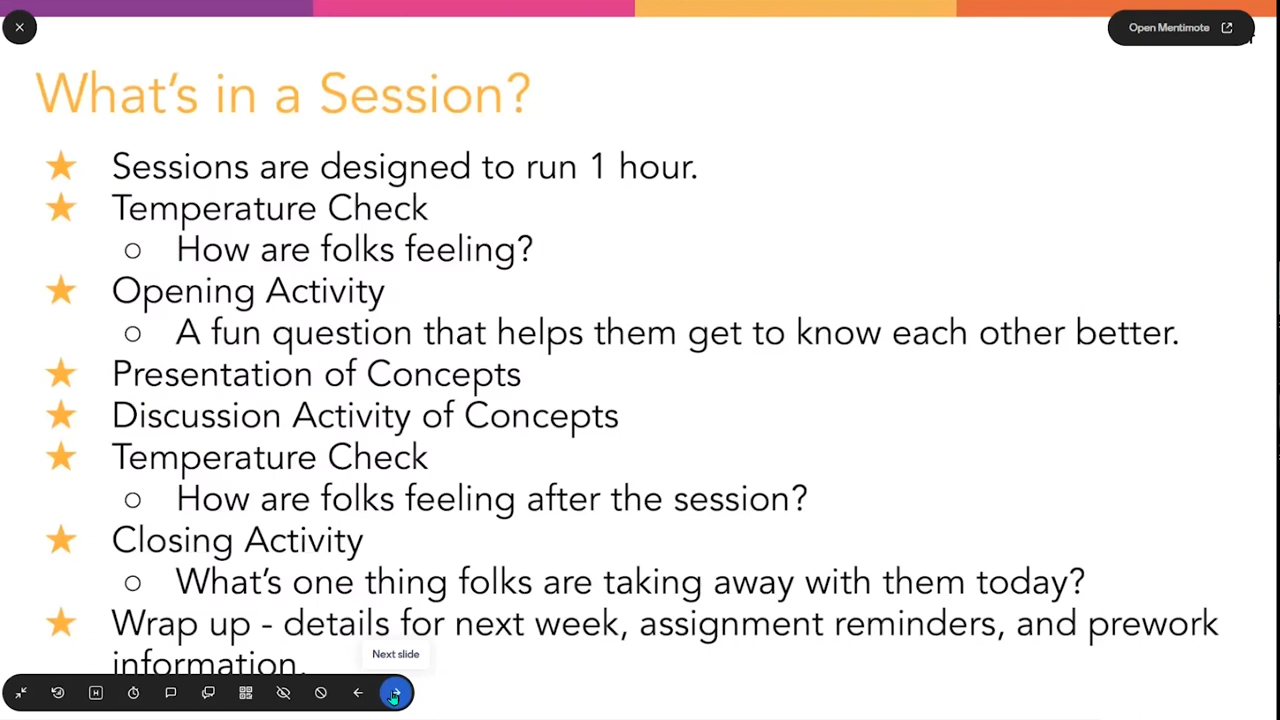 Open Mentimote
What's in a Session?
★ Sessions are designed to run 1 hour.
★ Temperature Check
○ How are folks feeling?
★ Opening Activity
○ A fun question that helps them get to know each other better.
★ Presentation of Concepts
★ Discussion Activity of Concepts
★ Temperature Check
○ How are folks feeling after the session?
★ Closing Activity
○ What's one thing folks are taking away with them today?
★ Wrap up - details for next week, assignment reminders, and prework
information.
Next slide
H